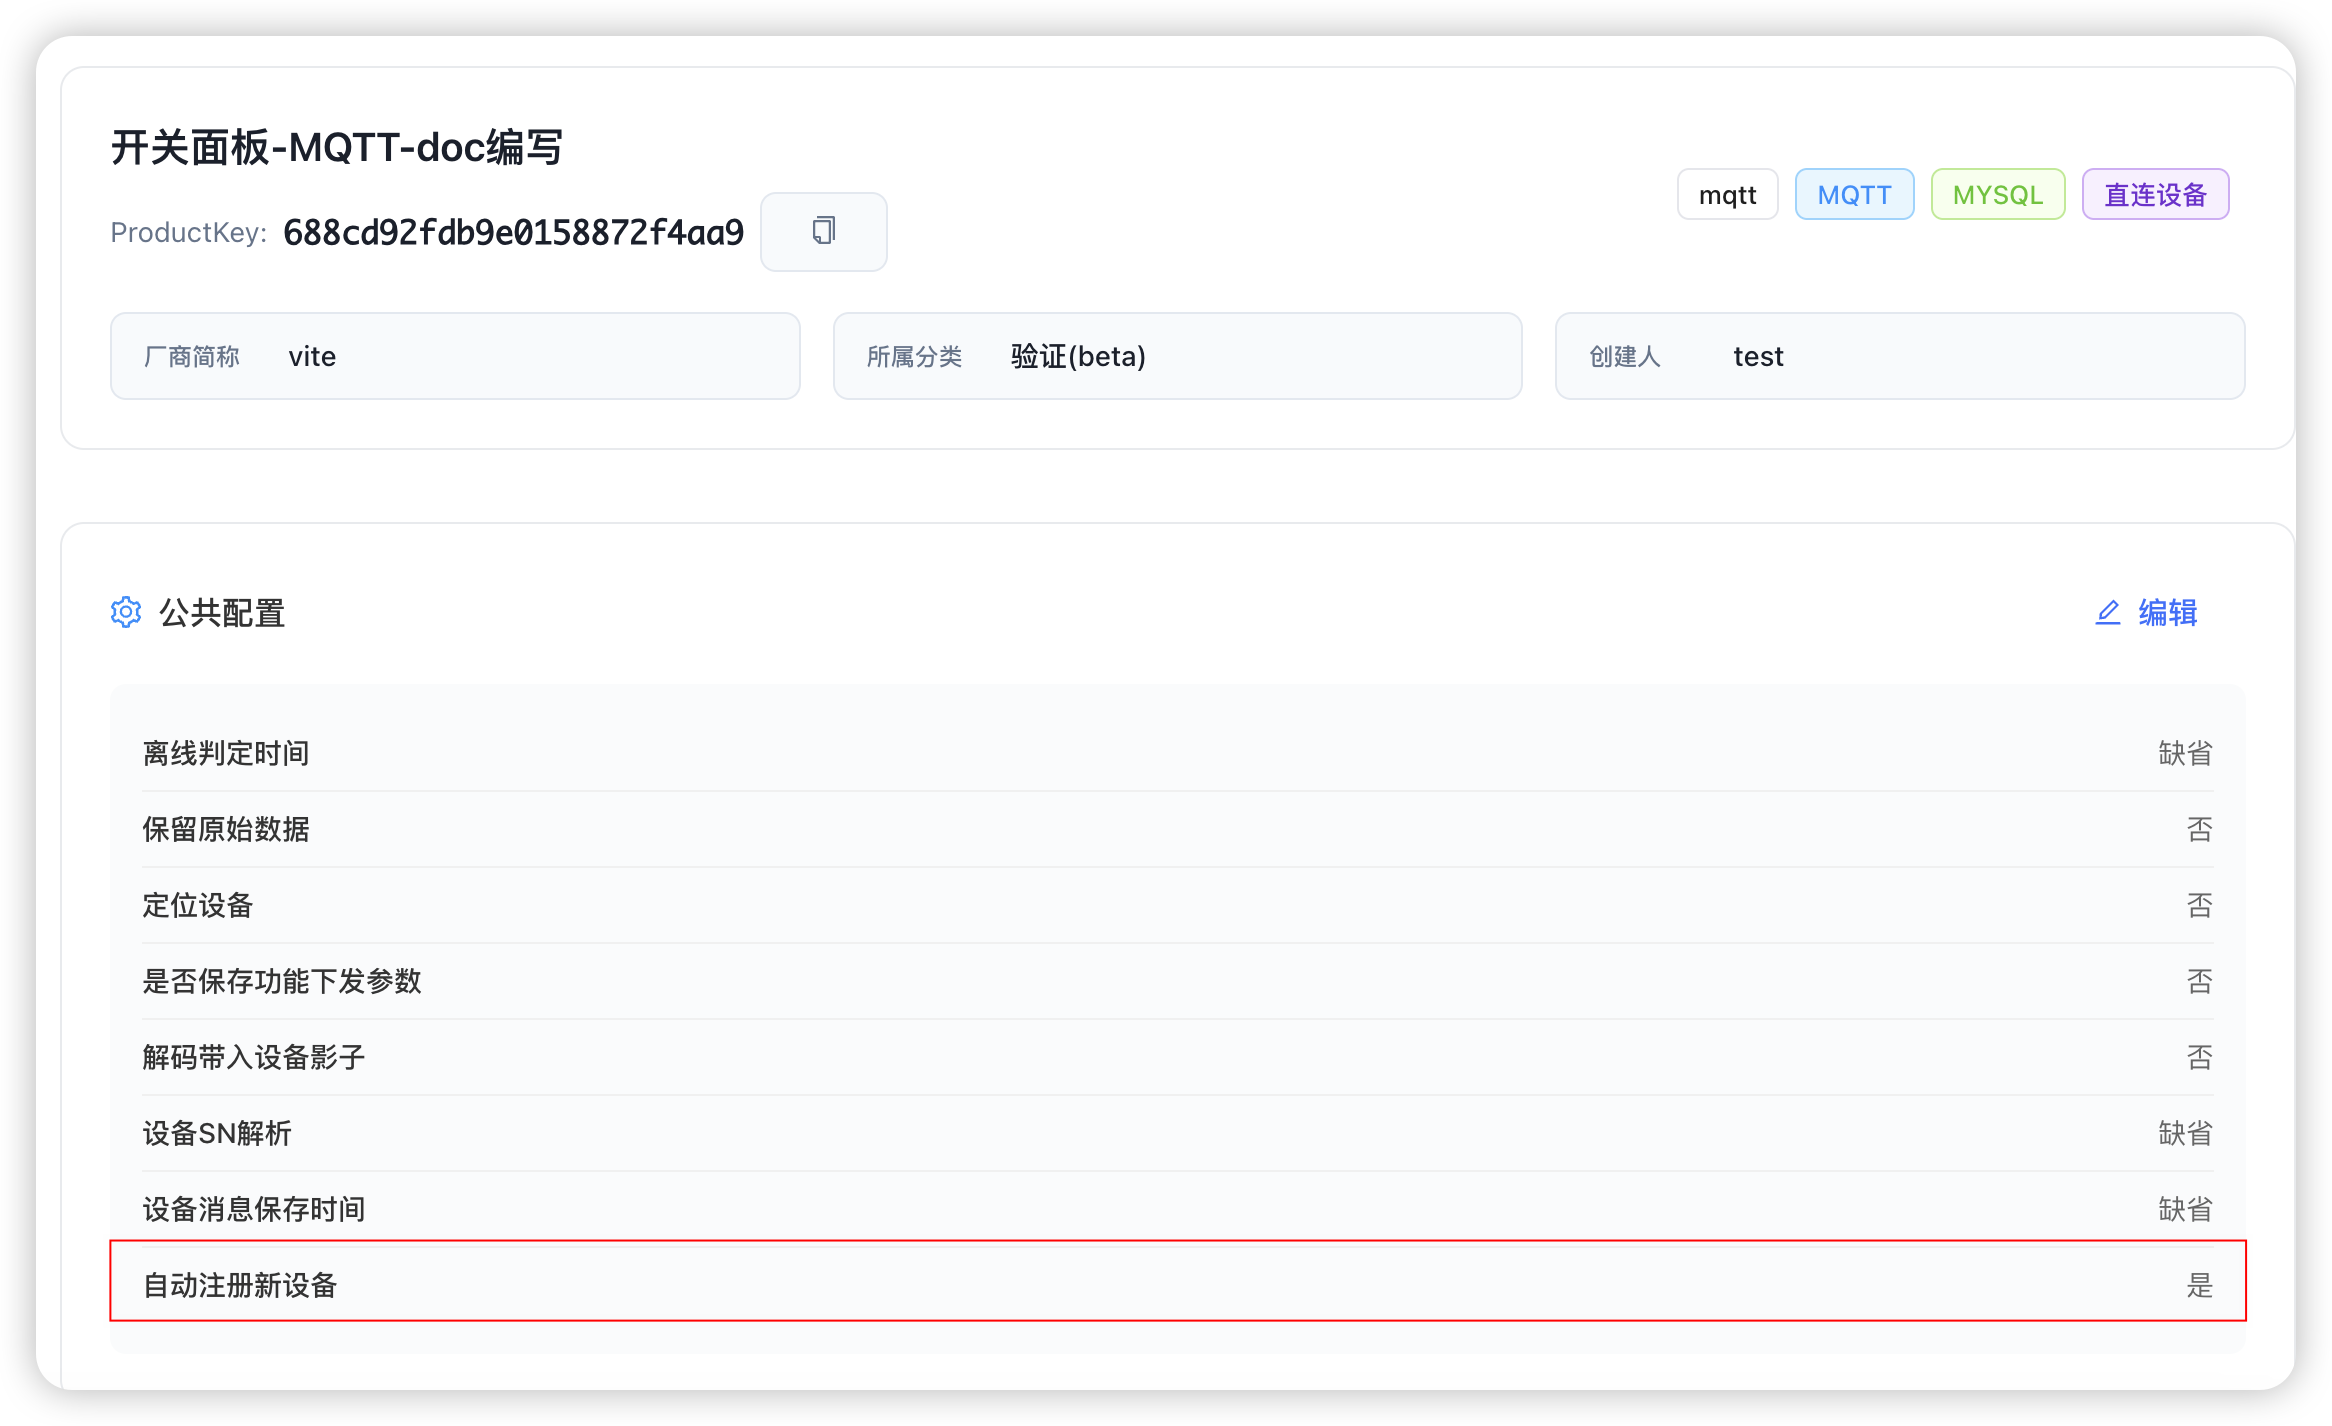 开关面板-MQTT-doc编写
ProductKey: 688cd92fdb9e0158872f4aa9
mqtt MQTT MYSQL 直连设备
厂商简称 vite 所属分类 验证(beta) 创建人 test
公共配置 编辑
离线判定时间 缺省
保留原始数据 否
定位设备 否
是否保存功能下发参数 否
解码带入设备影子 否
设备SN解析 缺省
设备消息保存时间 缺省
自动注册新设备 是